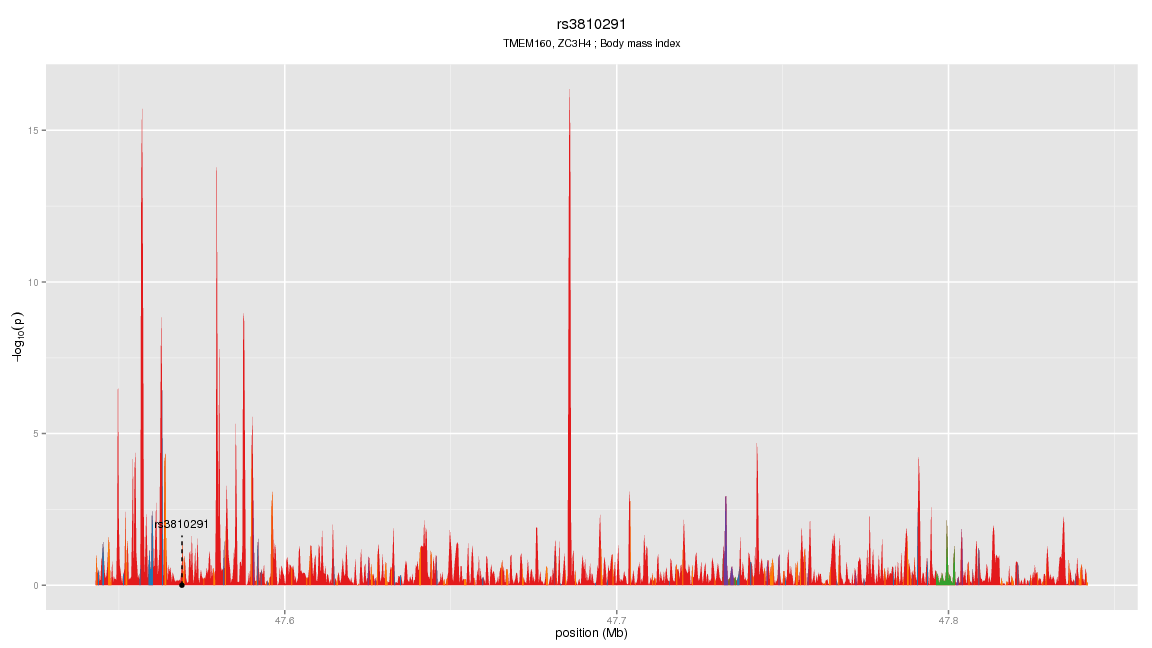 rs3810291
TMEM160, ZC3H4 ; Body mass index
15
10
5
0
−log10(p)
rs3810291
47.6
47.7
47.8
position (Mb)